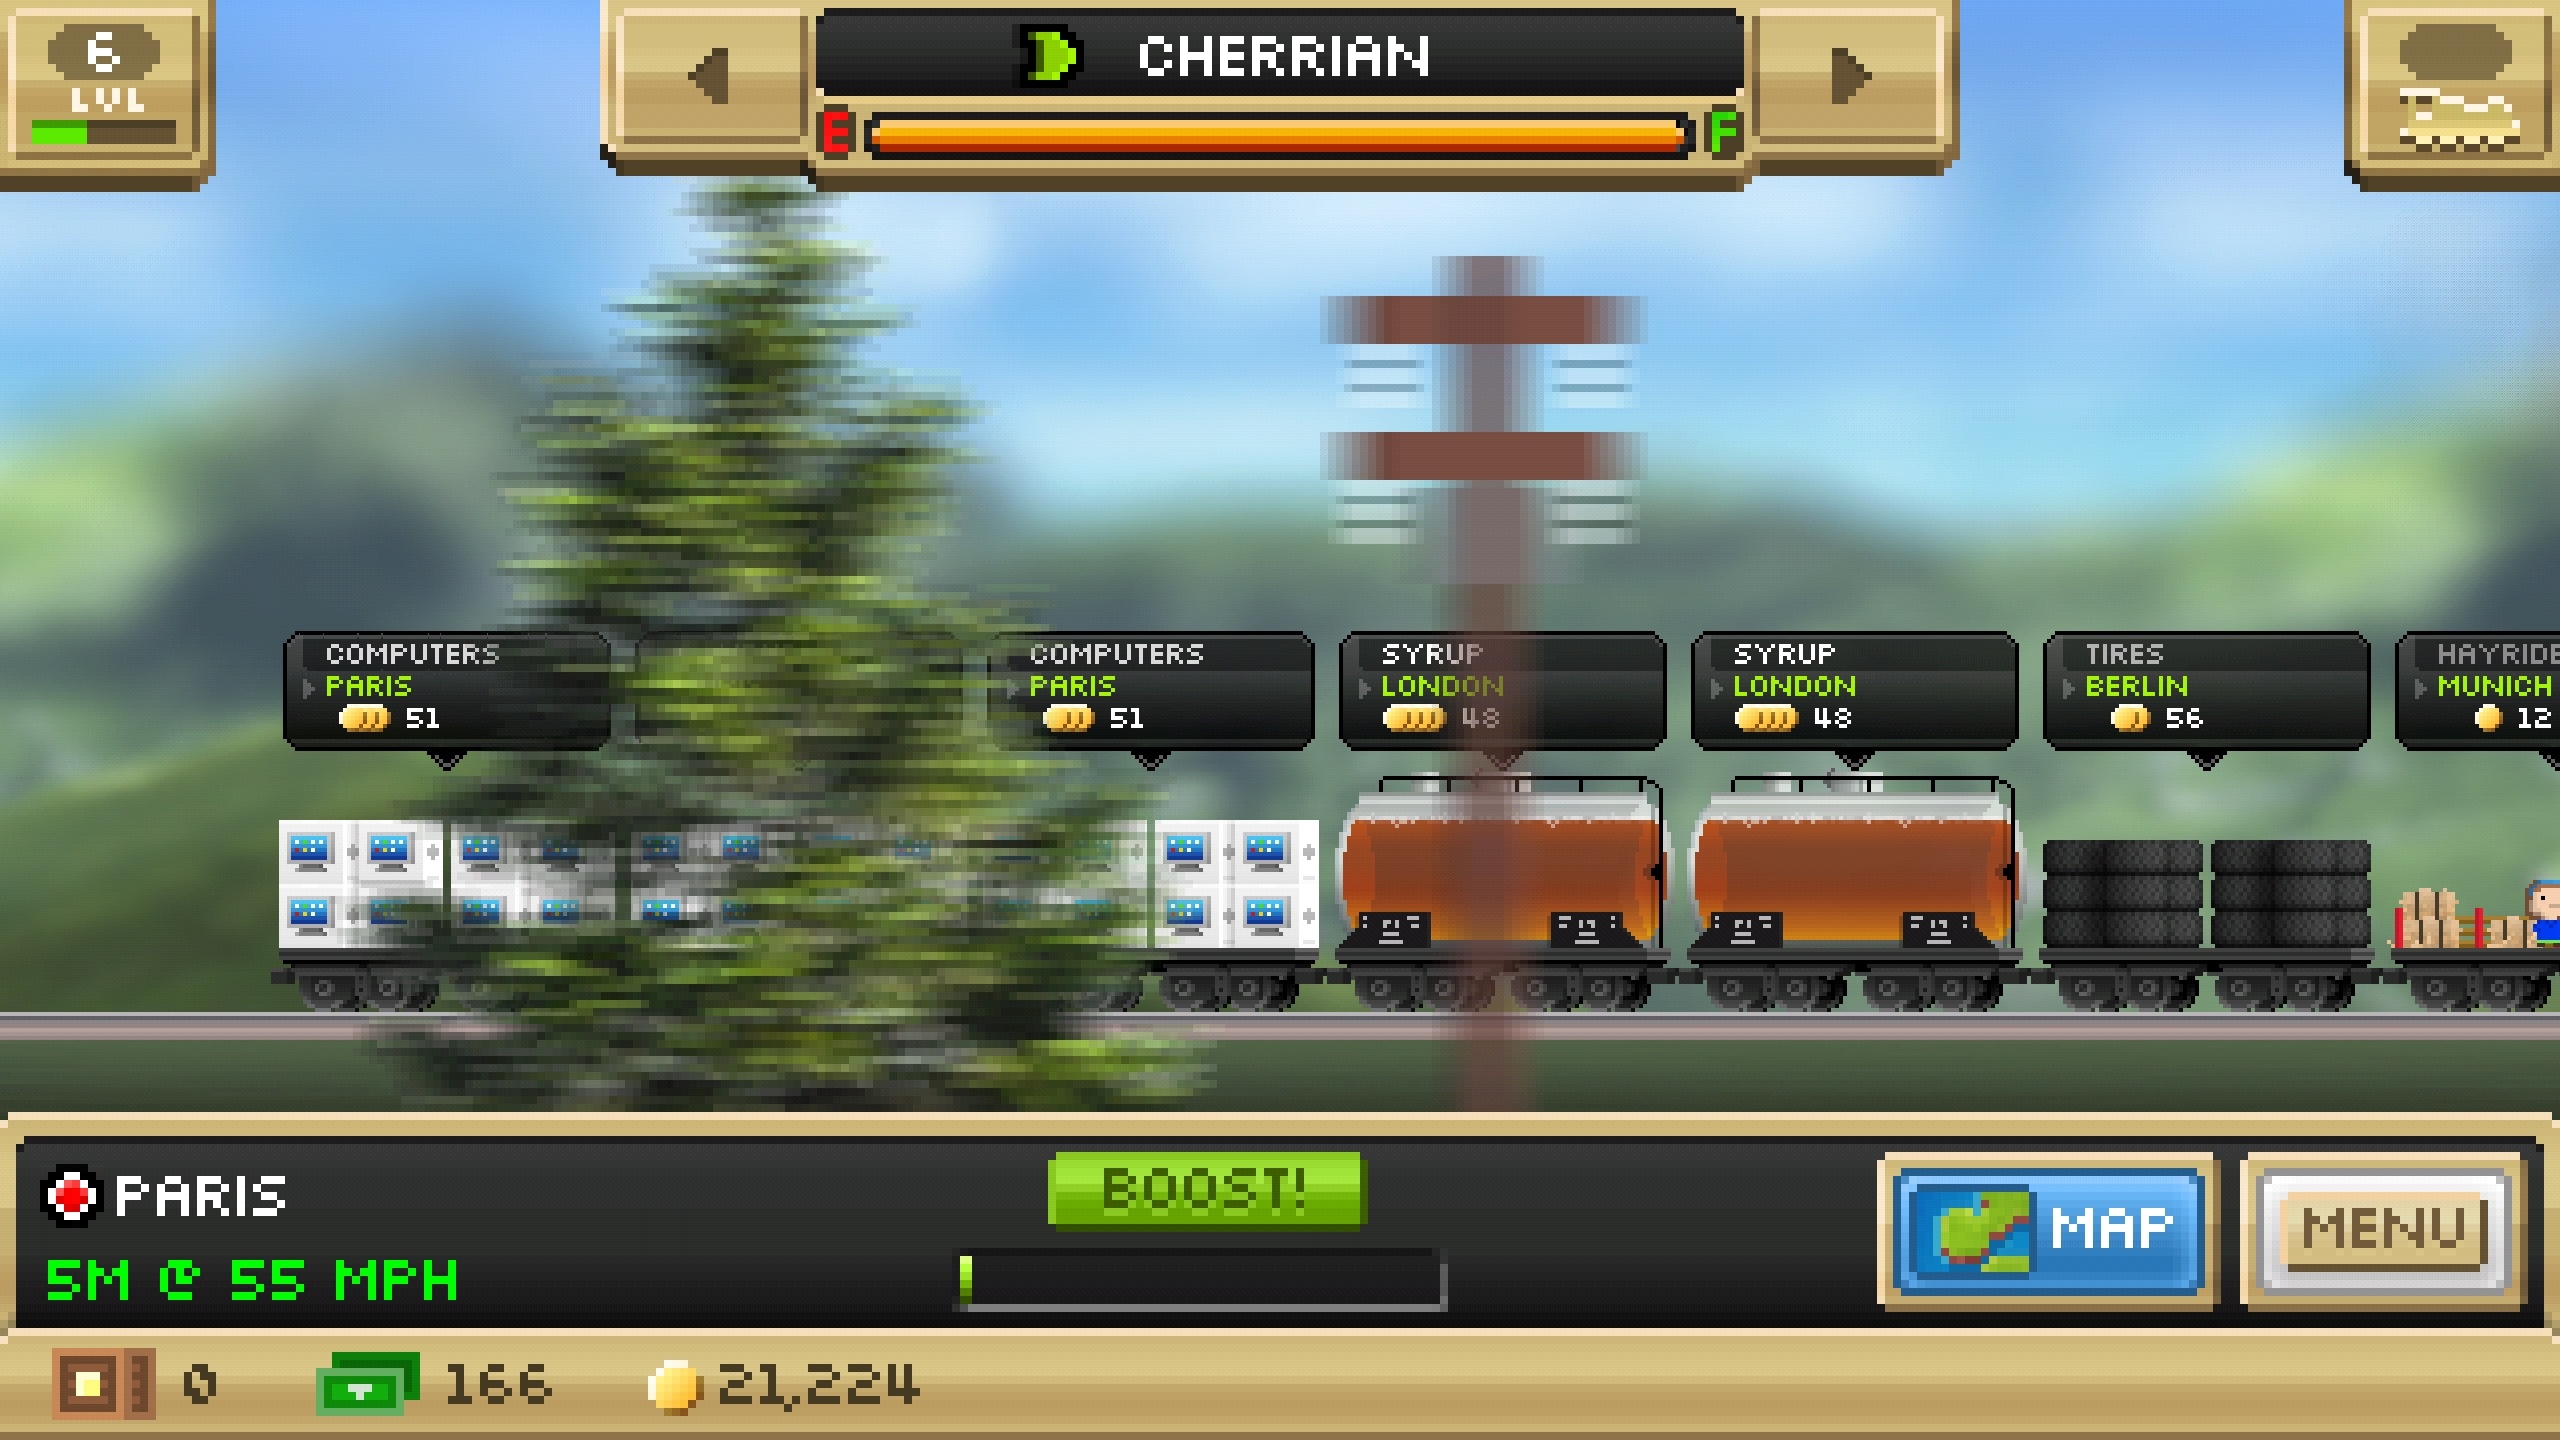 6
LVL
CHERRIAN
E F
COMPUTERS
PARIS
51
COMPUTERS
PARIS
51
SYRUP
LONDON
48
SYRUP
LONDON
48
TIRES
BERLIN
56
HAYRIDE
MUNICH
12
PARIS
5M @ 55 MPH
BOOST!
MAP
MENU
0 166 21,224